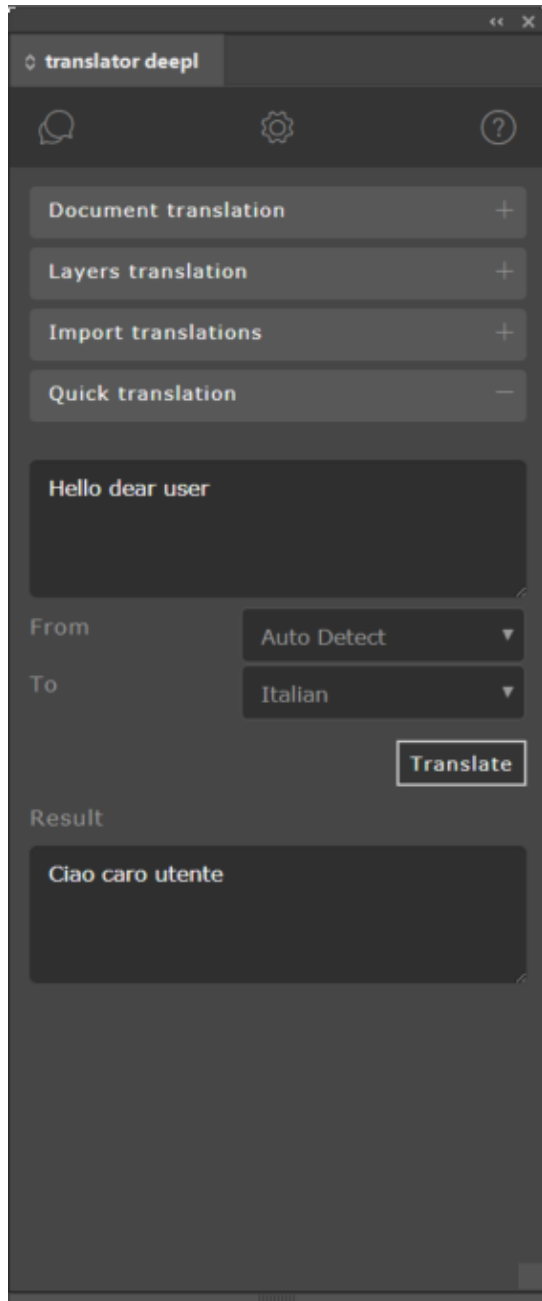 translator deepl
Document translation
Layers translation
Import translations
Quick translation
Hello dear user
From Auto Detect
To Italian
Translate
Result
Ciao caro utente